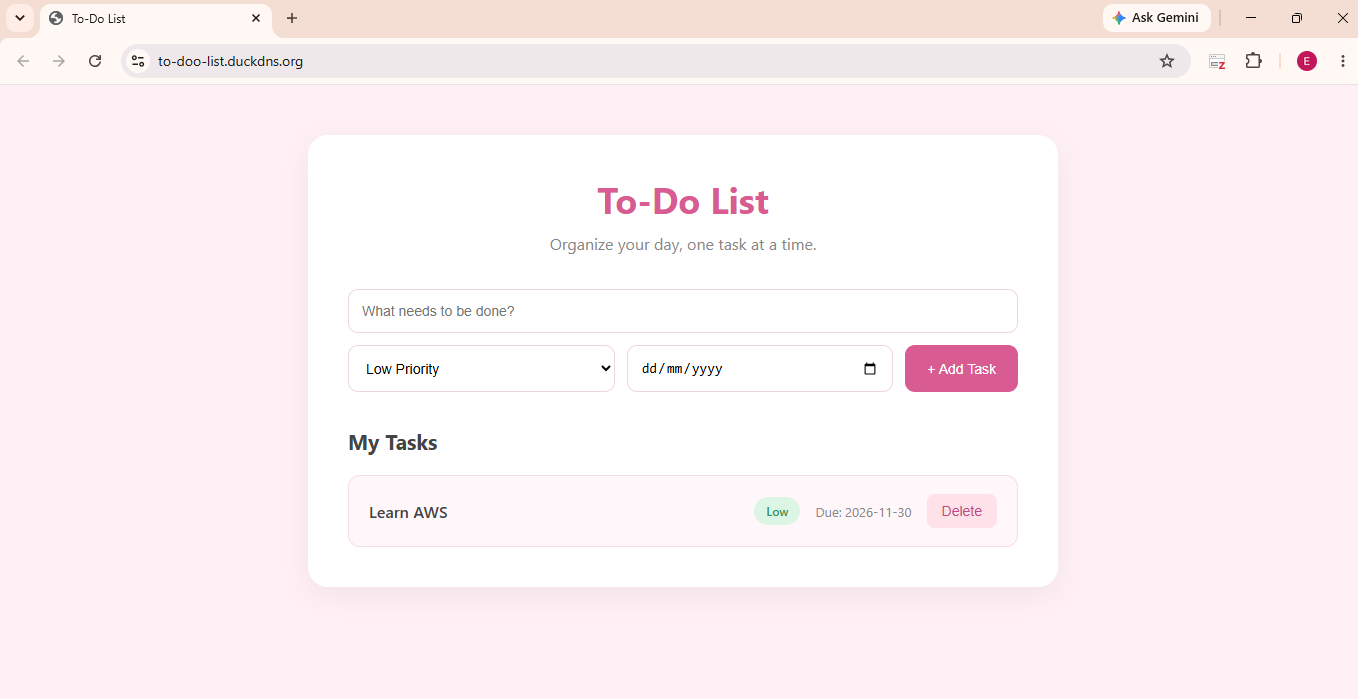 To-Do List
Ask Gemini
to-doo-list.duckdns.org
E
To-Do List
Organize your day, one task at a time.
What needs to be done?
Low Priority
dd/mm/yyyy
+ Add Task
My Tasks
Learn AWS
Low
Due: 2026-11-30
Delete